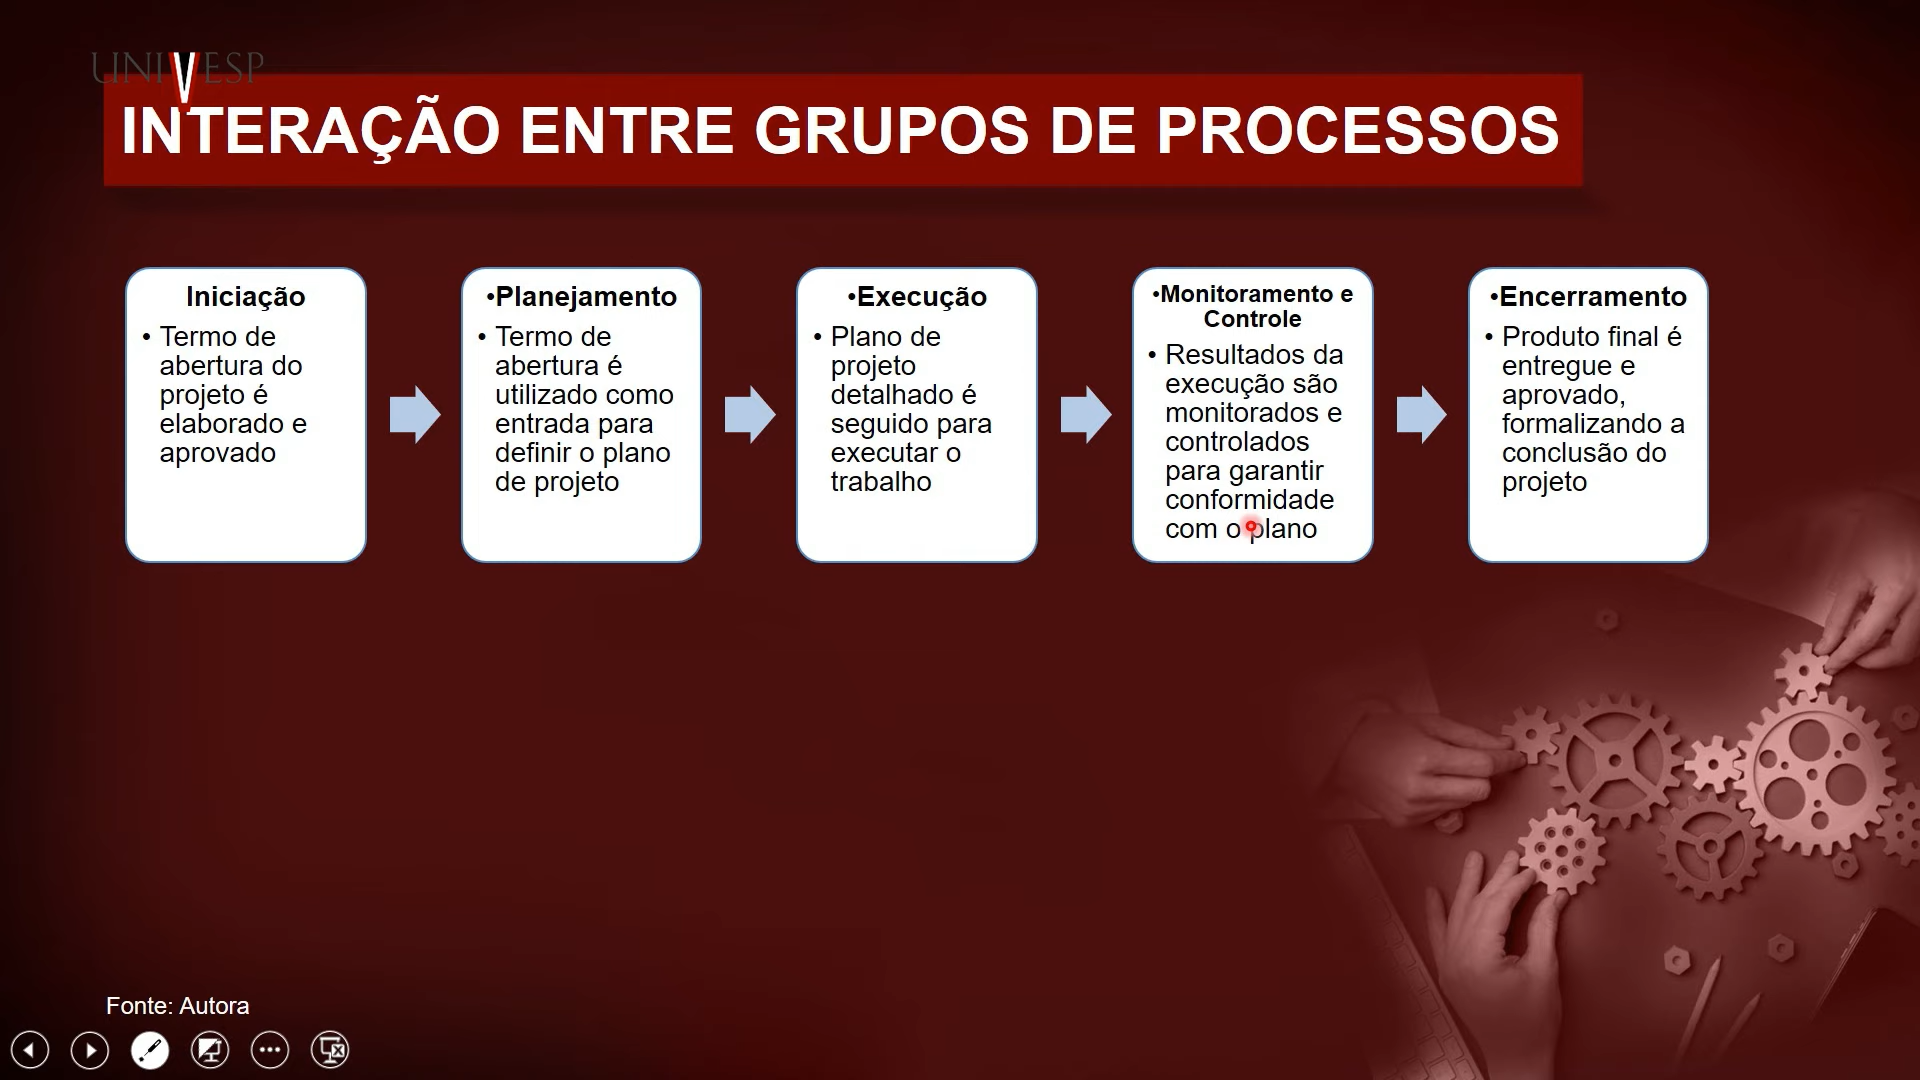 UNIVESP
INTERAÇÃO ENTRE GRUPOS DE PROCESSOS
Iniciação
• Termo de
abertura do
projeto é
elaborado e
aprovado
•Planejamento
• Termo de
abertura é
utilizado como
entrada para
definir o plano
de projeto
•Execução
• Plano de
projeto
detalhado é
seguido para
executar o
trabalho
•Monitoramento e
Controle
• Resultados da
execução são
monitorados e
controlados
para garantir
conformidade
com o plano
•Encerramento
• Produto final é
entregue e
aprovado,
formalizando a
conclusão do
projeto
Fonte: Autora